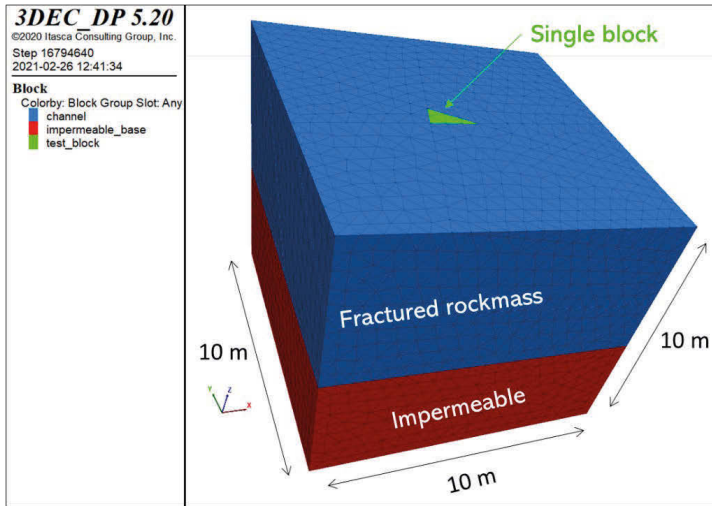 3DEC_DP 5.20
©2020 Itasca Consulting Group, Inc.
Step 16794640
2021-02-26 12:41:34
Block
Colorby: Block Group Slot: Any
channel
impermeable_base
test_block
Single block
Fractured rockmass
Impermeable
10 m
10 m
10 m
Y
Z
X